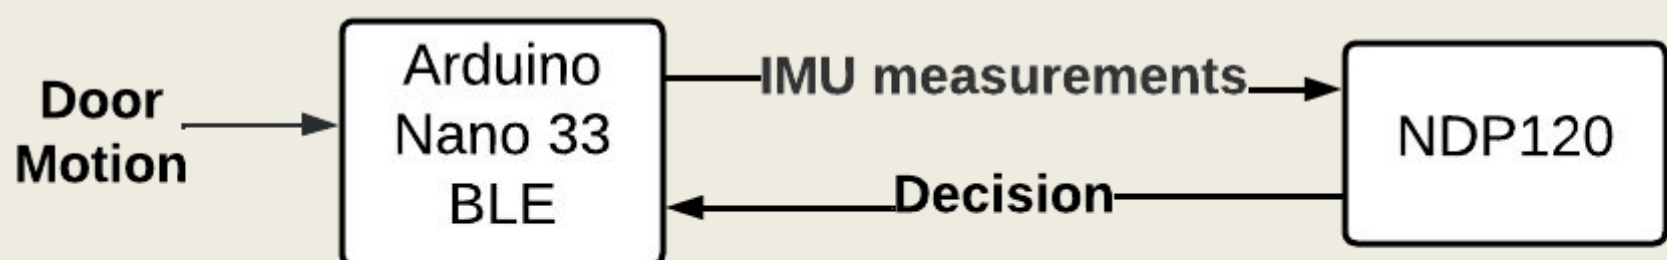 Door
Motion
Arduino
Nano 33
BLE
IMU measurements
Decision
NDP120